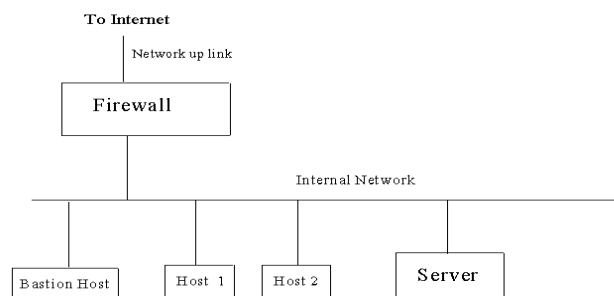 To Internet
Network up link
Firewall
Internal Network
Bastion Host
Host 1
Host 2
Server